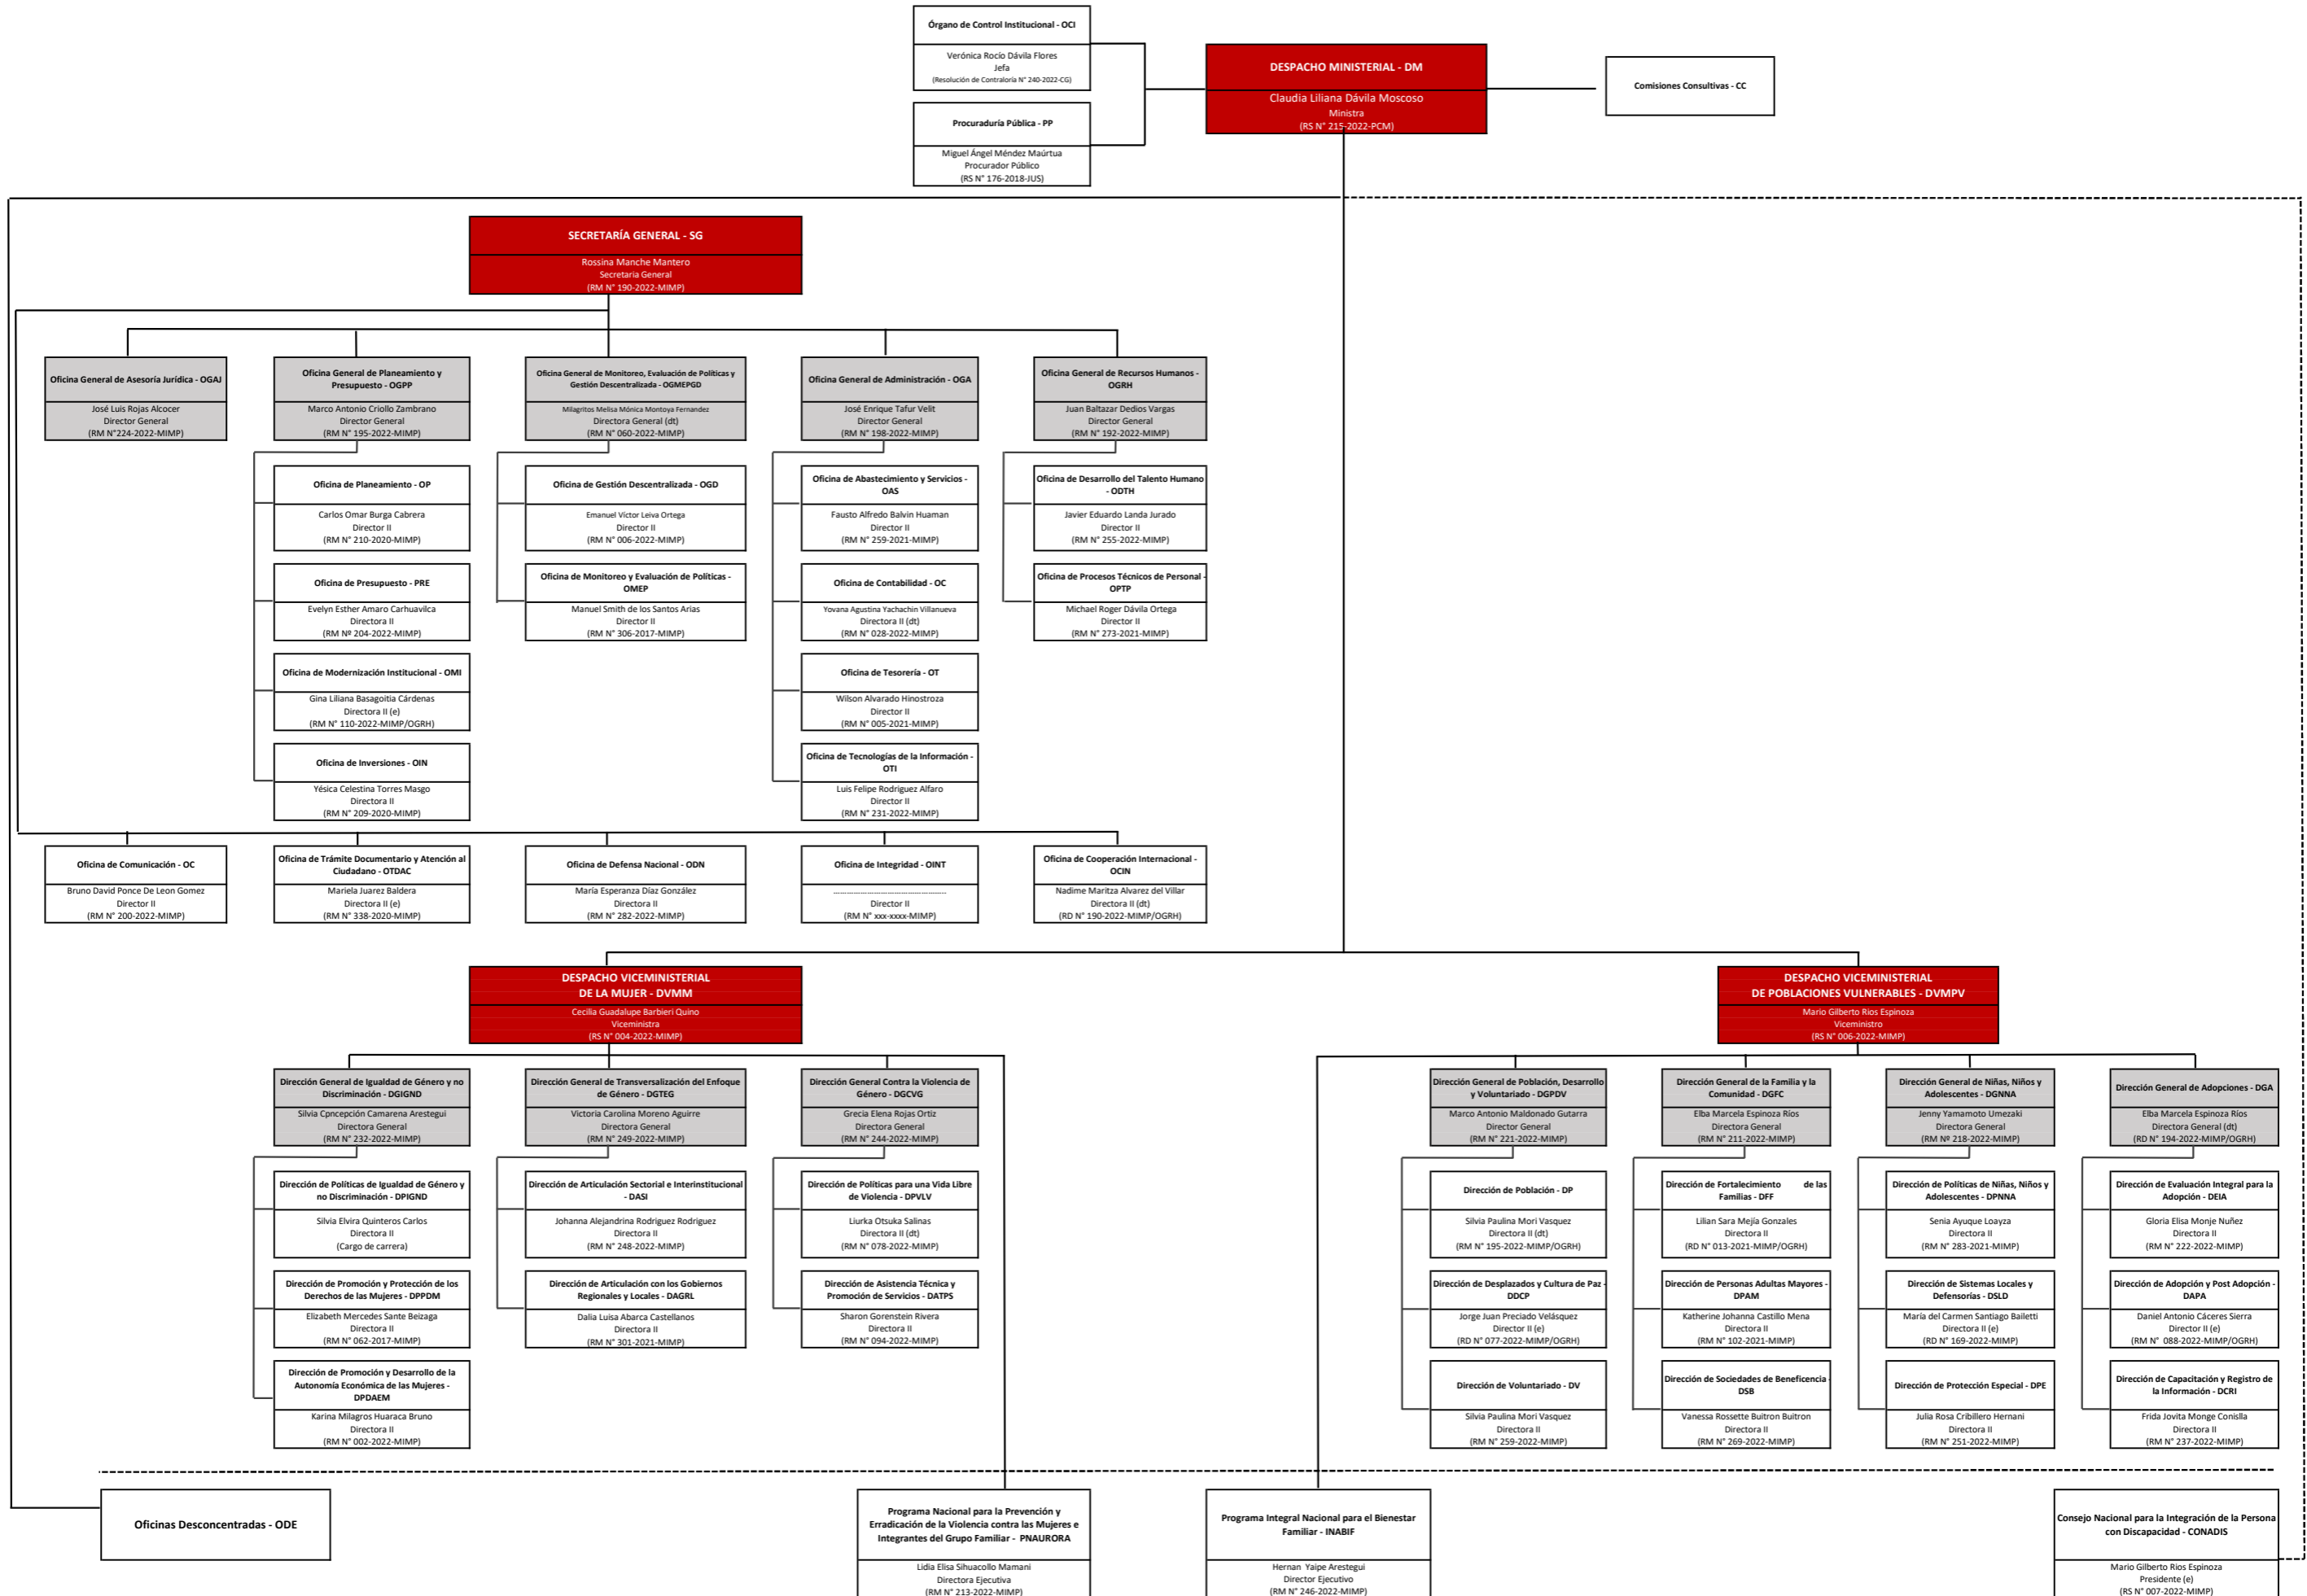 Órgano de Control Institucional - OCI
Verónica Rocío Dávila Flores
Jefa
(Resolución de Contraloría N° 240-2022-CG)
Procuraduría Pública - PP
Miguel Ángel Méndez Maúrtua
Procurador Público
(RS N° 176-2018-JUS)
DESPACHO MINISTERIAL - DM
Claudia Liliana Dávila Moscoso
Ministra
(RS N° 215-2022-PCM)
Comisiones Consultivas - CC
SECRETARÍA GENERAL - SG
Rossina Manche Mantero
Secretaria General
(RM N° 190-2022-MIMP)
Oficina General de Asesoría Jurídica - OGAJ
José Luis Rojas Alcocer
Director General
(RM N°224-2022-MIMP)
Oficina General de Planeamiento y
Presupuesto - OGPP
Marco Antonio Criollo Zambrano
Director General
(RM N° 195-2022-MIMP)
Oficina General de Monitoreo, Evaluación de Políticas y
Gestión Descentralizada - OGMEPGD
Milagritos Melisa Mónica Montoya Fernandez
Directora General (dt)
(RM N° 060-2022-MIMP)
Oficina General de Administración - OGA
José Enrique Tafur Velit
Director General
(RM N° 198-2022-MIMP)
Oficina General de Recursos Humanos -
OGRH
Juan Baltazar Dedios Vargas
Director General
(RM N° 192-2022-MIMP)
Oficina de Planeamiento - OP
Carlos Omar Burga Cabrera
Director II
(RM N° 210-2020-MIMP)
Oficina de Gestión Descentralizada - OGD
Emanuel Víctor Leiva Ortega
Director II
(RM N° 006-2022-MIMP)
Oficina de Abastecimiento y Servicios -
OAS
Fausto Alfredo Balvin Huaman
Director II
(RM N° 259-2021-MIMP)
Oficina de Desarrollo del Talento Humano
- ODTH
Javier Eduardo Landa Jurado
Director II
(RM N° 255-2022-MIMP)
Oficina de Presupuesto - PRE
Evelyn Esther Amaro Carhuavilca
Directora II
(RM Nº 204-2022-MIMP)
Oficina de Monitoreo y Evaluación de Políticas -
OMEP
Manuel Smith de los Santos Arias
Director II
(RM N° 306-2017-MIMP)
Oficina de Contabilidad - OC
Yovana Agustina Yachachin Villanueva
Directora II (dt)
(RM N° 028-2022-MIMP)
Oficina de Procesos Técnicos de Personal -
OPTP
Michael Roger Dávila Ortega
Director II
(RM N° 273-2021-MIMP)
Oficina de Modernización Institucional - OMI
Gina Liliana Basagoitia Cárdenas
Directora II (e)
(RM N° 110-2022-MIMP/OGRH)
Oficina de Tesorería - OT
Wilson Alvarado Hinostroza
Director II
(RM N° 005-2021-MIMP)
Oficina de Inversiones - OIN
Yésica Celestina Torres Masgo
Directora II
(RM N° 209-2020-MIMP)
Oficina de Tecnologías de la Información -
OTI
Luis Felipe Rodriguez Alfaro
Director II
(RM N° 231-2022-MIMP)
Oficina de Comunicación - OC
Bruno David Ponce De Leon Gomez
Director II
(RM N° 200-2022-MIMP)
Oficina de Trámite Documentario y Atención al
Ciudadano - OTDAC
Mariela Juarez Baldera
Directora II (e)
(RM N° 338-2020-MIMP)
Oficina de Defensa Nacional - ODN
María Esperanza Díaz González
Directora II
(RM N° 282-2022-MIMP)
Oficina de Integridad - OINT
................................................
Director II
(RM N° xxx-xxxx-MIMP)
Oficina de Cooperación Internacional -
OCIN
Nadime Maritza Alvarez del Villar
Directora II (dt)
(RD N° 190-2022-MIMP/OGRH)
DESPACHO VICEMINISTERIAL
DE LA MUJER - DVMM
Cecilia Guadalupe Barbieri Quino
Viceministra
(RS N° 004-2022-MIMP)
DESPACHO VICEMINISTERIAL
DE POBLACIONES VULNERABLES - DVMPV
Mario Gilberto Rios Espinoza
Viceministro
(RS N° 006-2022-MIMP)
Dirección General de Igualdad de Género y no
Discriminación - DGIGND
Silvia Cpncepción Camarena Arestegui
Directora General
(RM N° 232-2022-MIMP)
Dirección General de Transversalización del Enfoque
de Género - DGTEG
Victoria Carolina Moreno Aguirre
Directora General
(RM N° 249-2022-MIMP)
Dirección General Contra la Violencia de
Género - DGCVG
Grecia Elena Rojas Ortiz
Directora General
(RM N° 244-2022-MIMP)
Dirección General de Población, Desarrollo
y Voluntariado - DGPDV
Marco Antonio Maldonado Gutarra
Director General
(RM N° 221-2022-MIMP)
Dirección General de la Familia y la
Comunidad - DGFC
Elba Marcela Espinoza Ríos
Directora General
(RM N° 211-2022-MIMP)
Dirección General de Niñas, Niños y
Adolescentes - DGNNA
Jenny Yamamoto Umezaki
Directora General
(RM Nº 218-2022-MIMP)
Dirección General de Adopciones - DGA
Elba Marcela Espinoza Ríos
Directora General (dt)
(RD N° 194-2022-MIMP/OGRH)
Dirección de Políticas de Igualdad de Género y
no Discriminación - DPIGND
Silvia Elvira Quinteros Carlos
Directora II
(Cargo de carrera)
Dirección de Articulación Sectorial e Interinstitucional
- DASI
Johanna Alejandrina Rodriguez Rodriguez
Directora II
(RM N° 248-2022-MIMP)
Dirección de Políticas para una Vida Libre
de Violencia - DPVLV
Liurka Otsuka Salinas
Directora II (dt)
(RM N° 078-2022-MIMP)
Dirección de Población - DP
Silvia Paulina Mori Vasquez
Directora II (dt)
(RM N° 195-2022-MIMP/OGRH)
Dirección de Fortalecimiento de las
Familias - DFF
Lilian Sara Mejía Gonzales
Directora II
(RD N° 013-2021-MIMP/OGRH)
Dirección de Políticas de Niñas, Niños y
Adolescentes - DPNNA
Senia Ayuque Loayza
Directora II
(RM N° 283-2021-MIMP)
Dirección de Evaluación Integral para la
Adopción - DEIA
Gloria Elisa Monje Nuñez
Directora II
(RM N° 222-2022-MIMP)
Dirección de Promoción y Protección de los
Derechos de las Mujeres - DPPDM
Elizabeth Mercedes Sante Beizaga
Directora II
(RM N° 062-2017-MIMP)
Dirección de Articulación con los Gobiernos
Regionales y Locales - DAGRL
Dalia Luisa Abarca Castellanos
Directora II
(RM N° 301-2021-MIMP)
Dirección de Asistencia Técnica y
Promoción de Servicios - DATPS
Sharon Gorenstein Rivera
Directora II
(RM N° 094-2022-MIMP)
Dirección de Desplazados y Cultura de Paz -
DDCP
Jorge Juan Preciado Velásquez
Director II (e)
(RD N° 077-2022-MIMP/OGRH)
Dirección de Personas Adultas Mayores -
DPAM
Katherine Johanna Castillo Mena
Directora II
(RM N° 102-2021-MIMP)
Dirección de Sistemas Locales y
Defensorías - DSLD
María del Carmen Santiago Bailetti
Directora II (e)
(RD N° 169-2022-MIMP)
Dirección de Adopción y Post Adopción -
DAPA
Daniel Antonio Cáceres Sierra
Director II (e)
(RM N° 088-2022-MIMP/OGRH)
Dirección de Promoción y Desarrollo de la
Autonomía Económica de las Mujeres -
DPDAEM
Karina Milagros Huaraca Bruno
Directora II
(RM N° 002-2022-MIMP)
Dirección de Voluntariado - DV
Silvia Paulina Mori Vasquez
Directora II
(RM N° 259-2022-MIMP)
Dirección de Sociedades de Beneficencia -
DSB
Vanessa Rossette Buitron Buitron
Directora II
(RM N° 269-2022-MIMP)
Dirección de Protección Especial - DPE
Julia Rosa Cribillero Hernani
Directora II
(RM N° 251-2022-MIMP)
Dirección de Capacitación y Registro de
la Información - DCRI
Frida Jovita Monge Conislla
Directora II
(RM N° 237-2022-MIMP)
Oficinas Desconcentradas - ODE
Programa Nacional para la Prevención y
Erradicación de la Violencia contra las Mujeres e
Integrantes del Grupo Familiar - PNAURORA
Lidia Elisa Sihuacollo Mamani
Directora Ejecutiva
(RM N° 213-2022-MIMP)
Programa Integral Nacional para el Bienestar
Familiar - INABIF
Hernan Yaipe Arestegui
Director Ejecutivo
(RM N° 246-2022-MIMP)
Consejo Nacional para la Integración de la Persona
con Discapacidad - CONADIS
Mario Gilberto Rios Espinoza
Presidente (e)
(RS N° 007-2022-MIMP)